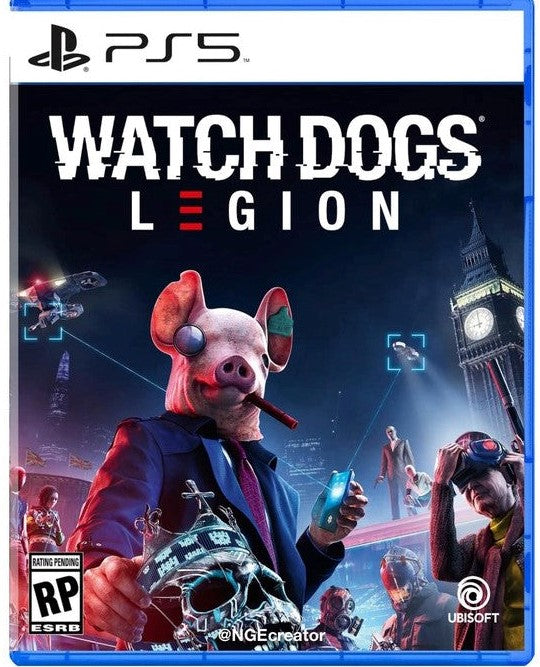 PS5
WATCH DOGS®
LEGION
RATING PENDING
RP
ESRB
UBISOFT
@NGEcreator